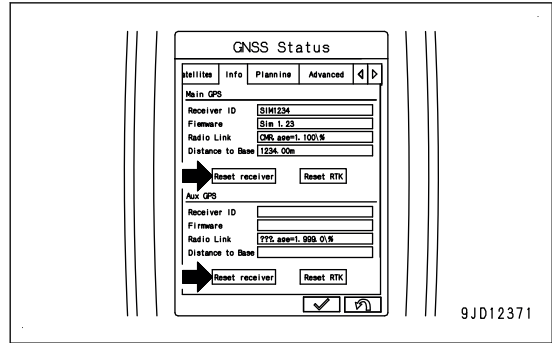 GNSS Status
atellites Info Planning Advanced
Main GPS
Receiver ID SIM1234
Fiemware Sim 1.23
Radio Link CMR, age=1.100\%
Distance to Base 1234.00m
Reset receiver Reset RTK
Aux GPS
Receiver ID
Firmware
Radio Link ???, age=1.999.0\%
Distance to Base
Reset receiver Reset RTK
9JD12371